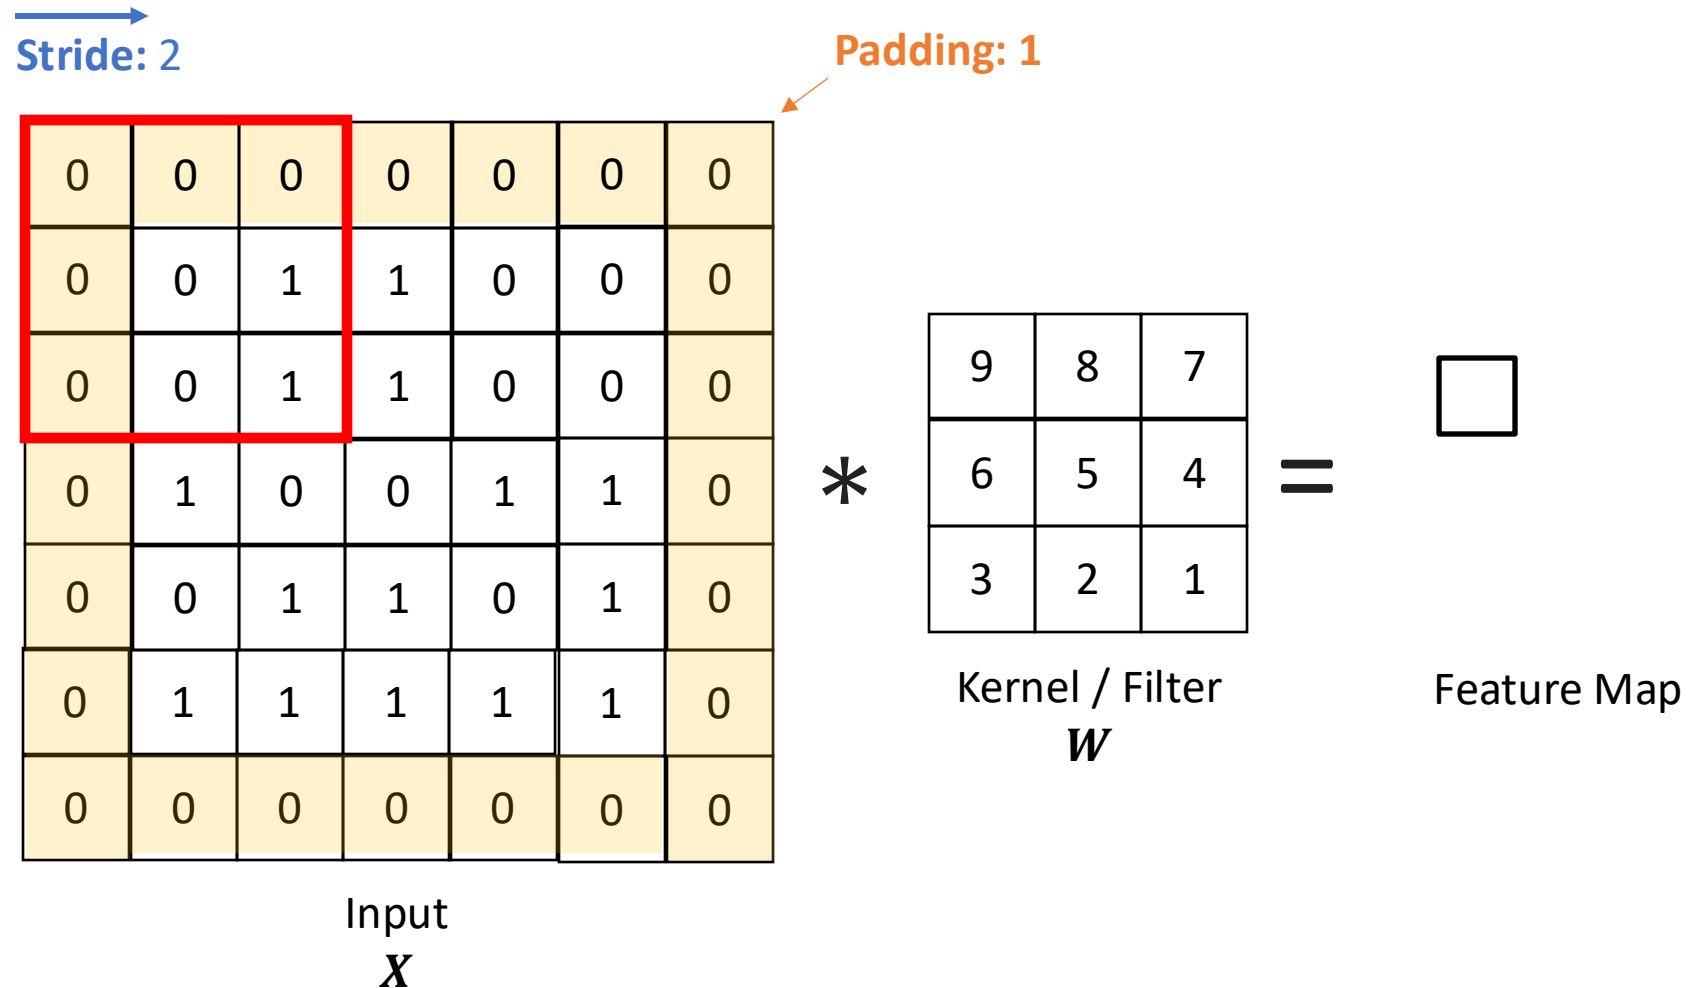 Stride: 2
Padding: 1
0 0 0 0 0 0 0
0 0 1 1 0 0 0
0 0 1 1 0 0 0
0 1 0 0 1 1 0
0 0 1 1 0 1 0
0 1 1 1 1 1 0
0 0 0 0 0 0 0
*
9 8 7
6 5 4
3 2 1
=
Kernel / Filter
W
Feature Map
Input
X